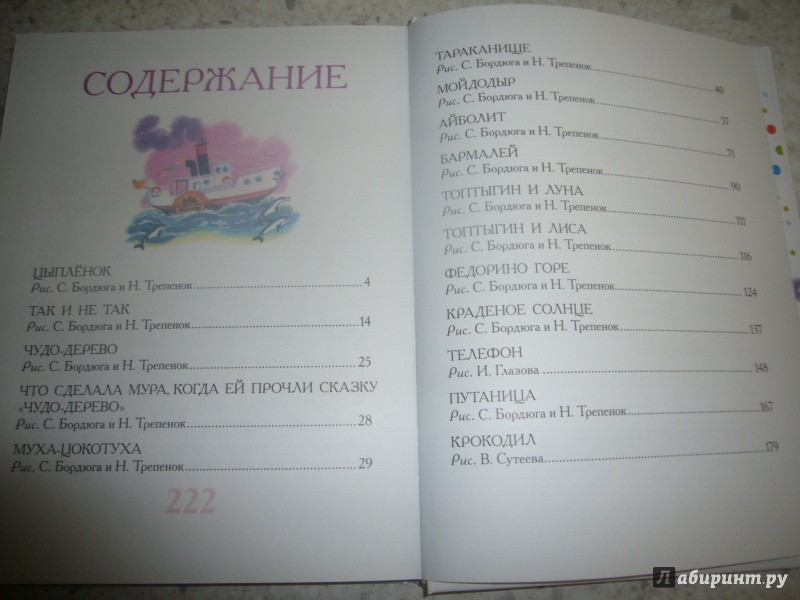 СОДЕРЖАНИЕ
ЦЫПЛЁНОК
Рис. С. Бордюга и Н. Трепенок 4
ТАК И НЕ ТАК
Рис. С. Бордюга и Н. Трепенок 14
ЧУДО-ДЕРЕВО
Рис. С. Бордюга и Н. Трепенок 25
ЧТО СДЕЛАЛА МУРА, КОГДА ЕЙ ПРОЧЛИ СКАЗКУ
«ЧУДО-ДЕРЕВО»
Рис. С. Бордюга и Н. Трепенок 28
МУХА-ЦОКОТУХА
Рис. С. Бордюга и Н. Трепенок 29
222
ТАРАКАНИЩЕ
Рис. С. Бордюга и Н. Трепенок 40
МОЙДОДЫР
Рис. С. Бордюга и Н. Трепенок 57
АЙБОЛИТ
Рис. С. Бордюга и Н. Трепенок 71
БАРМАЛЕЙ
Рис. С. Бордюга и Н. Трепенок 90
ТОПТЫГИН И ЛУНА
Рис. С. Бордюга и Н. Трепенок 111
ТОПТЫГИН И ЛИСА
Рис. С. Бордюга и Н. Трепенок 116
ФЕДОРИНО ГОРЕ
Рис. С. Бордюга и Н. Трепенок 124
КРАДЕНОЕ СОЛНЦЕ
Рис. С. Бордюга и Н. Трепенок 137
ТЕЛЕФОН
Рис. И. Глазова 148
ПУТАНИЦА
Рис. С. Бордюга и Н. Трепенок 167
КРОКОДИЛ
Рис. В. Сутеева 179
Лабиринт.ру